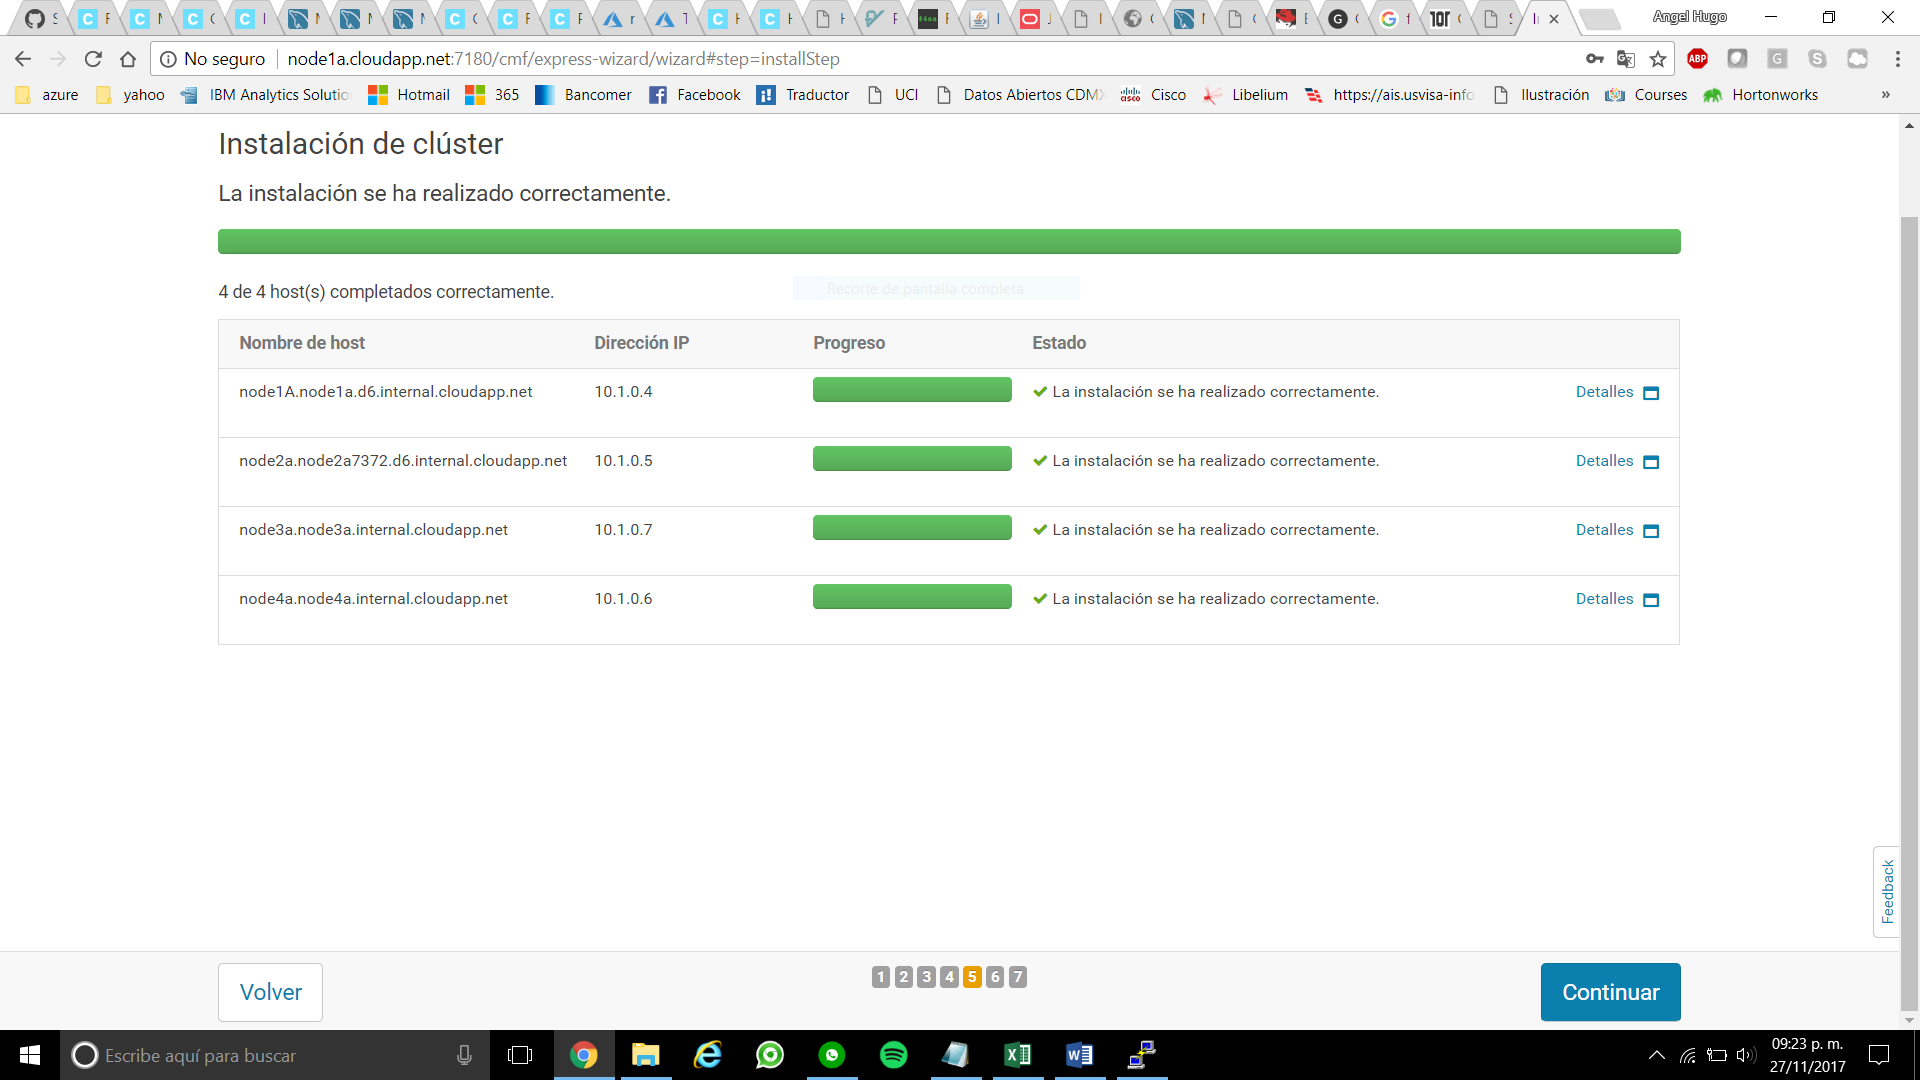 Angel Hugo
No seguro
node1a.cloudapp.net:7180/cmf/express-wizard/wizard#step=installStep
azure
yahoo
IBM Analytics Solutio
Hotmail
365
Bancomer
Facebook
Traductor
UCI
Datos Abiertos CDMX
Cisco
Libelium
https://ais.usvisa-info
Ilustración
Courses
Hortonworks
»
Instalación de clúster
La instalación se ha realizado correctamente.
4 de 4 host(s) completados correctamente.
Recorte de pantalla completa
Nombre de host Dirección IP Progreso Estado
node1A.node1a.d6.internal.cloudapp.net 10.1.0.4 La instalación se ha realizado correctamente. Detalles
node2a.node2a7372.d6.internal.cloudapp.net 10.1.0.5 La instalación se ha realizado correctamente. Detalles
node3a.node3a.internal.cloudapp.net 10.1.0.7 La instalación se ha realizado correctamente. Detalles
node4a.node4a.internal.cloudapp.net 10.1.0.6 La instalación se ha realizado correctamente. Detalles
Feedback
Volver
1 2 3 4 5 6 7
Continuar
Escribe aquí para buscar
09:23 p. m.
27/11/2017